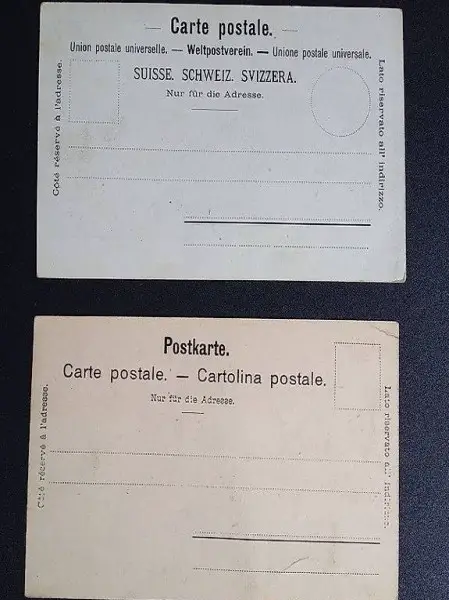 — Carte postale. —
Union postale universelle. — Weltpostverein. — Unione postale universale.
SUISSE. SCHWEIZ. SVIZZERA.
Nur für die Adresse.
Côté réservé à l'adresse.
Lato riservato all' indirizzo.
Postkarte.
Carte postale. — Cartolina postale.
Nur für die Adresse.
Côté réservé à l'adresse.
Lato riservato all' indirizzo.